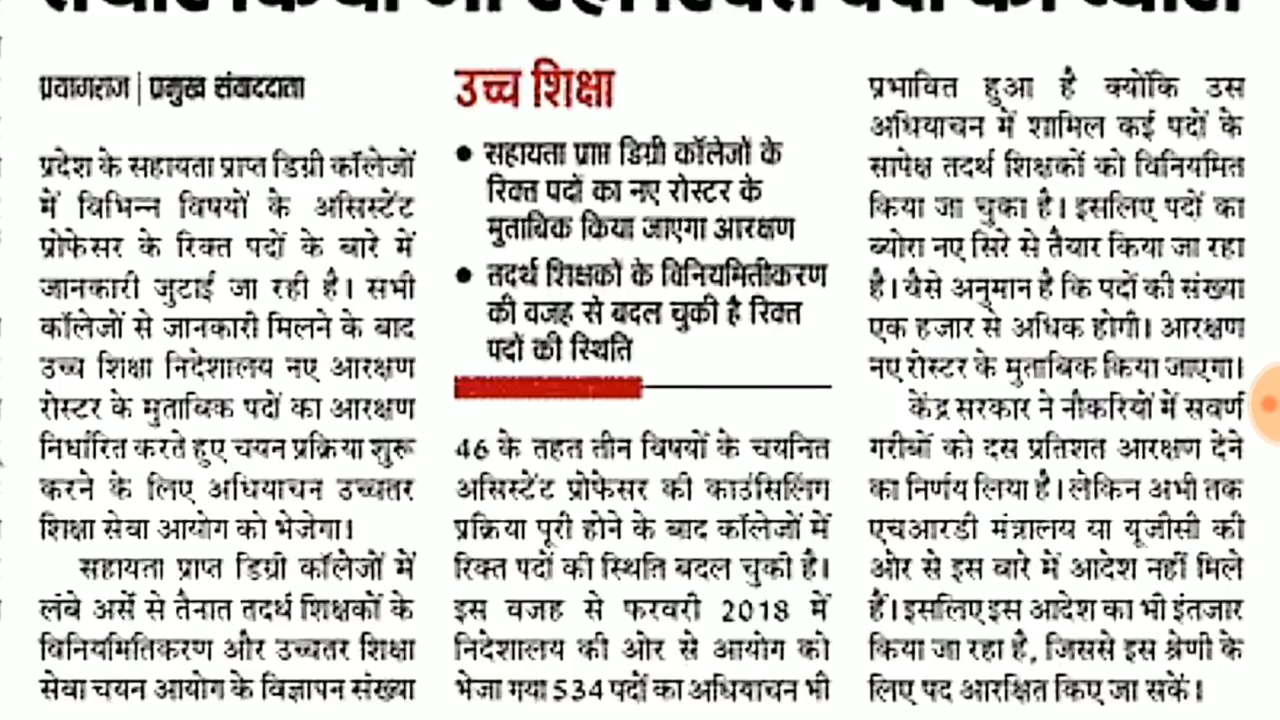 प्रयागराज | प्रमुख संवाददाता
प्रदेश के सहायता प्राप्त डिग्री कॉलेजों
में विभिन्न विषयों के असिस्टेंट
प्रोफेसर के रिक्त पदों के बारे में
जानकारी जुटाई जा रही है। सभी
कॉलेजों से जानकारी मिलने के बाद
उच्च शिक्षा निदेशालय नए आरक्षण
रोस्टर के मुताबिक पदों का आरक्षण
निर्धारित करते हुए चयन प्रक्रिया शुरू
करने के लिए अधियाचन उच्चतर
शिक्षा सेवा आयोग को भेजेगा।
सहायता प्राप्त डिग्री कॉलेजों में
लंबे अर्से से तैनात तदर्थ शिक्षकों के
विनियमितिकरण और उच्चतर शिक्षा
सेवा चयन आयोग के विज्ञापन संख्या
उच्च शिक्षा
• सहायता प्राप्त डिग्री कॉलेजों के
रिक्त पदों का नए रोस्टर के
मुताबिक किया जाएगा आरक्षण
• तदर्थ शिक्षकों के विनियमितीकरण
की वजह से बदल चुकी है रिक्त
पदों की स्थिति
46 के तहत तीन विषयों के चयनित
असिस्टेंट प्रोफेसर की काउंसिलिंग
प्रक्रिया पूरी होने के बाद कॉलेजों में
रिक्त पदों की स्थिति बदल चुकी है।
इस वजह से फरवरी 2018 में
निदेशालय की ओर से आयोग को
भेजा गया 534 पदों का अधियाचन भी
प्रभावित हुआ है क्योंकि उस
अधियाचन में शामिल कई पदों के
सापेक्ष तदर्थ शिक्षकों को विनियमित
किया जा चुका है। इसलिए पदों का
ब्योरा नए सिरे से तैयार किया जा रहा
है। वैसे अनुमान है कि पदों की संख्या
एक हजार से अधिक होगी। आरक्षण
नए रोस्टर के मुताबिक किया जाएगा।
केंद्र सरकार ने नौकरियों में सवर्ण
गरीबों को दस प्रतिशत आरक्षण देने
का निर्णय लिया है। लेकिन अभी तक
एचआरडी मंत्रालय या यूजीसी की
ओर से इस बारे में आदेश नहीं मिले
हैं। इसलिए इस आदेश का भी इंतजार
किया जा रहा है, जिससे इस श्रेणी के
लिए पद आरक्षित किए जा सकें।